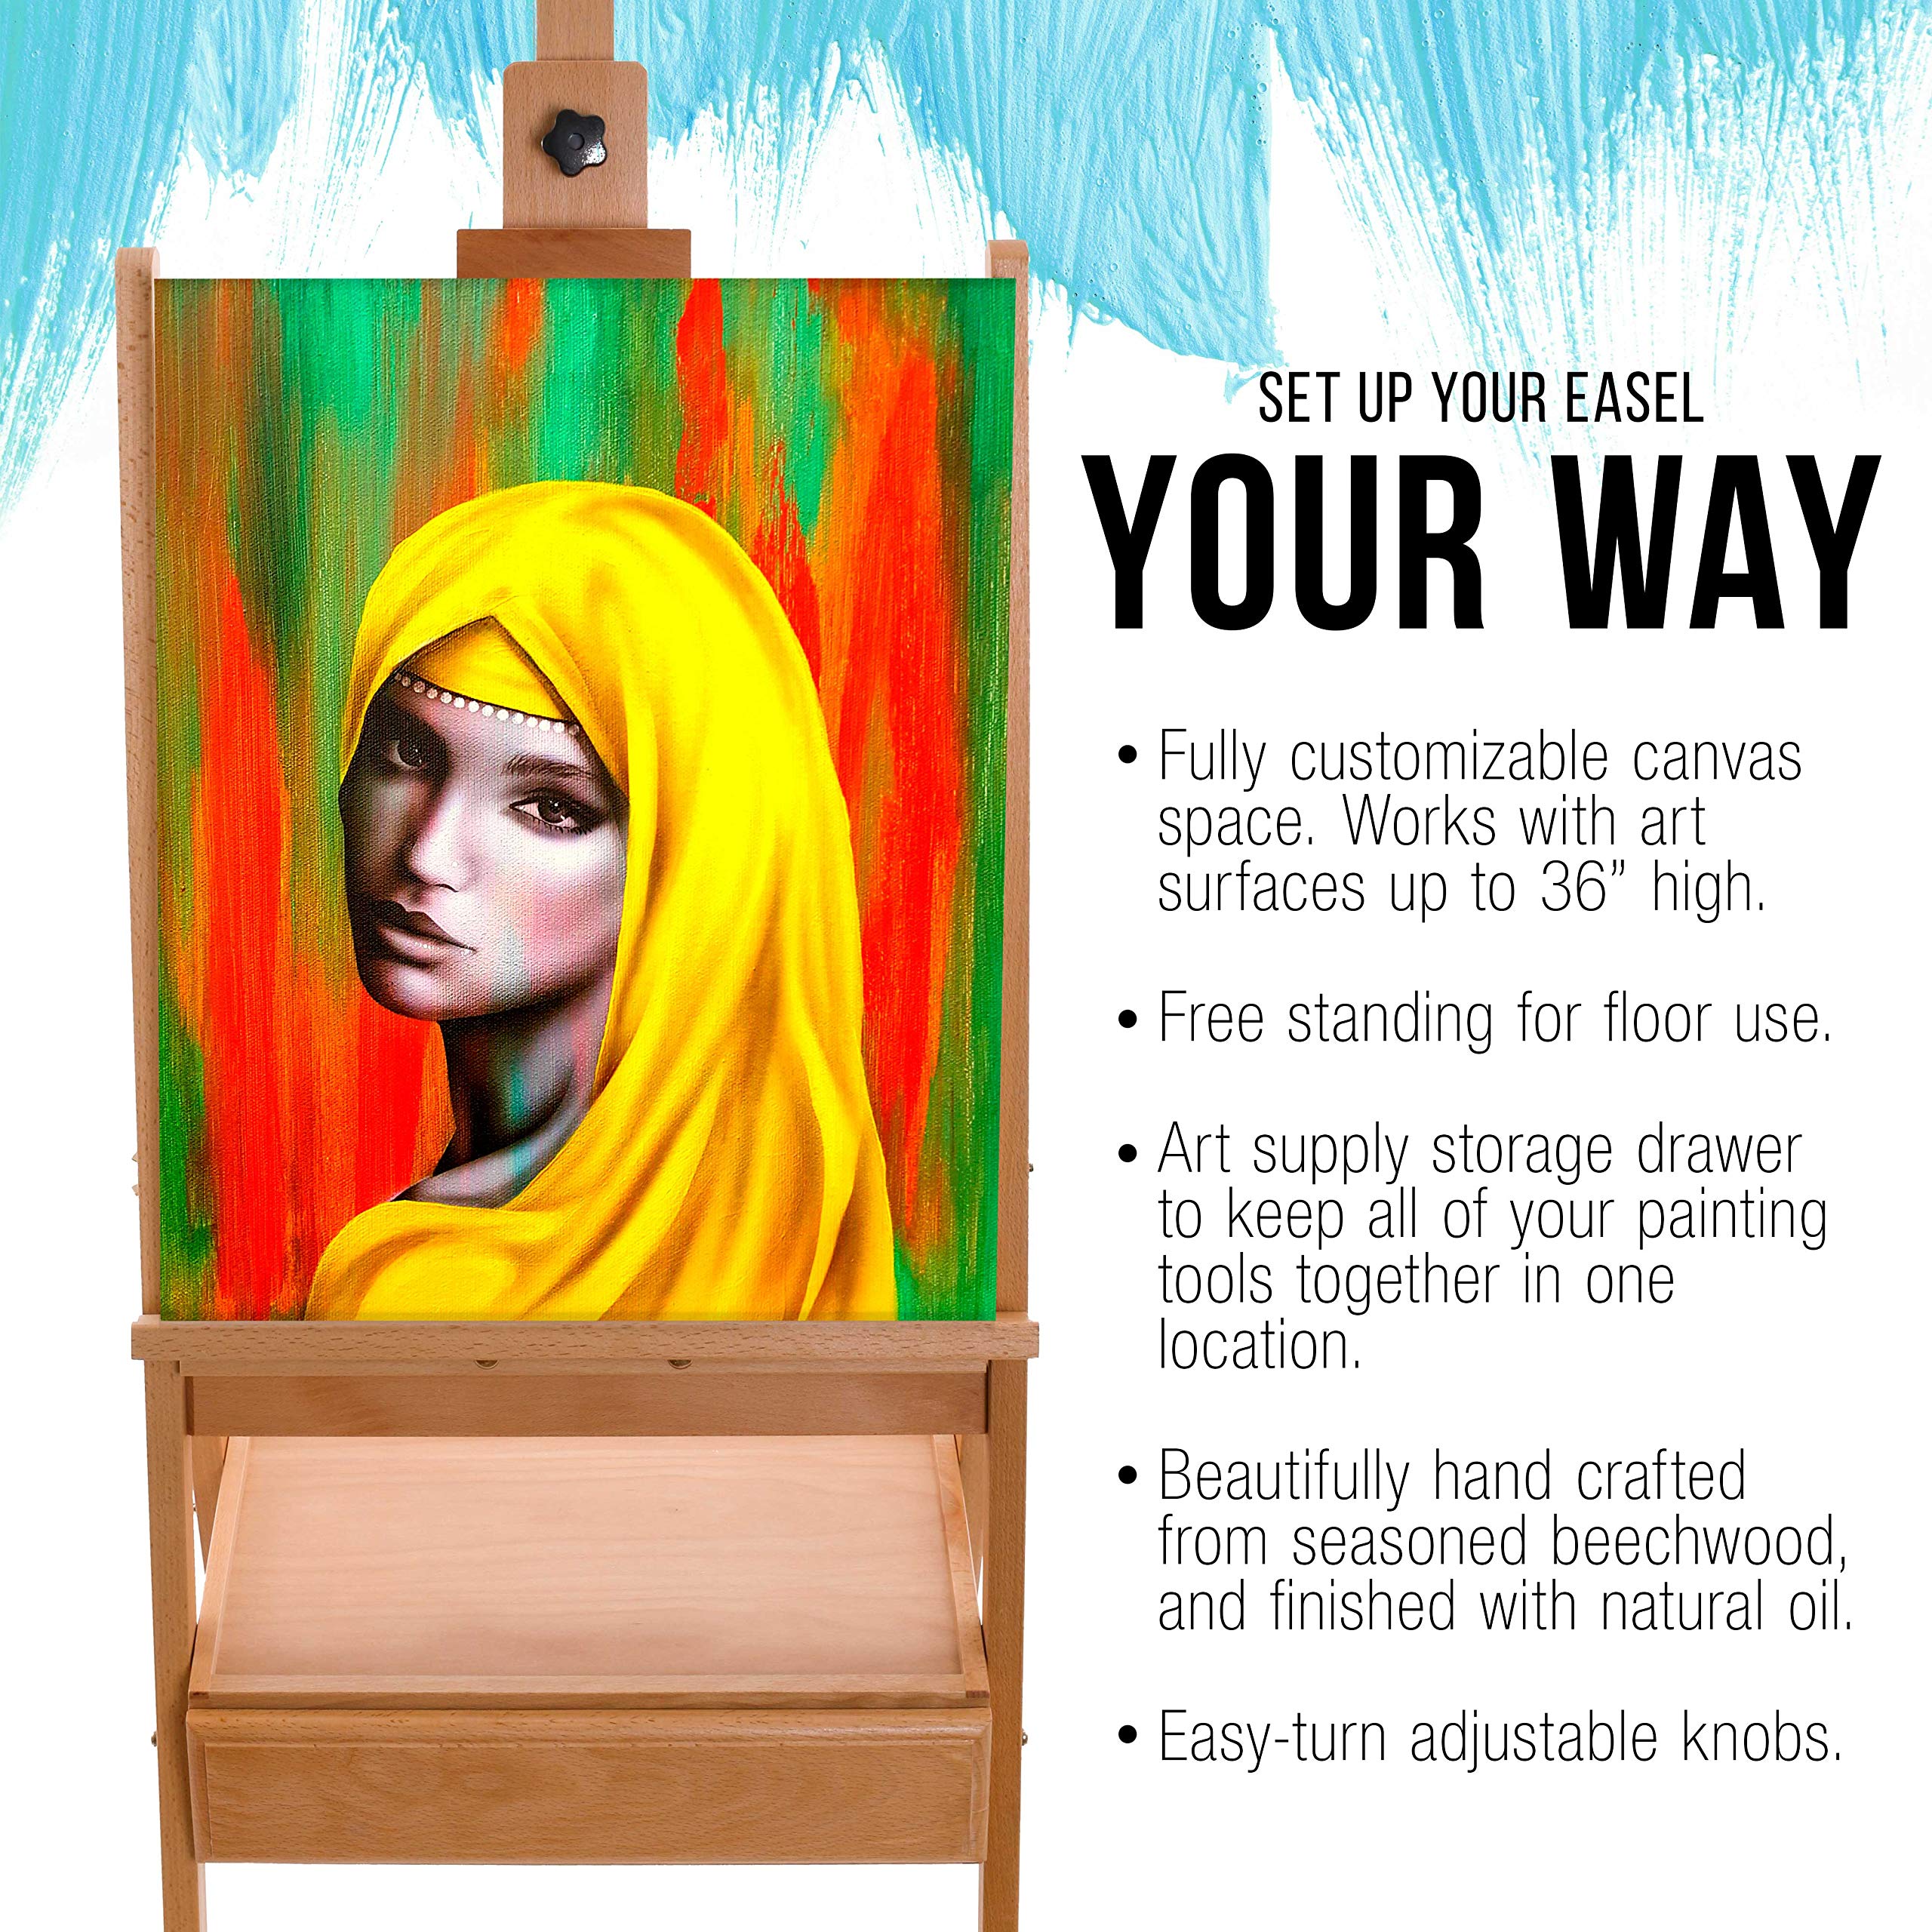 SET UP YOUR EASEL
YOUR WAY
• Fully customizable canvas
space. Works with art
surfaces up to 36” high.
• Free standing for floor use.
• Art supply storage drawer
to keep all of your painting
tools together in one
location.
• Beautifully hand crafted
from seasoned beechwood,
and finished with natural oil.
• Easy-turn adjustable knobs.